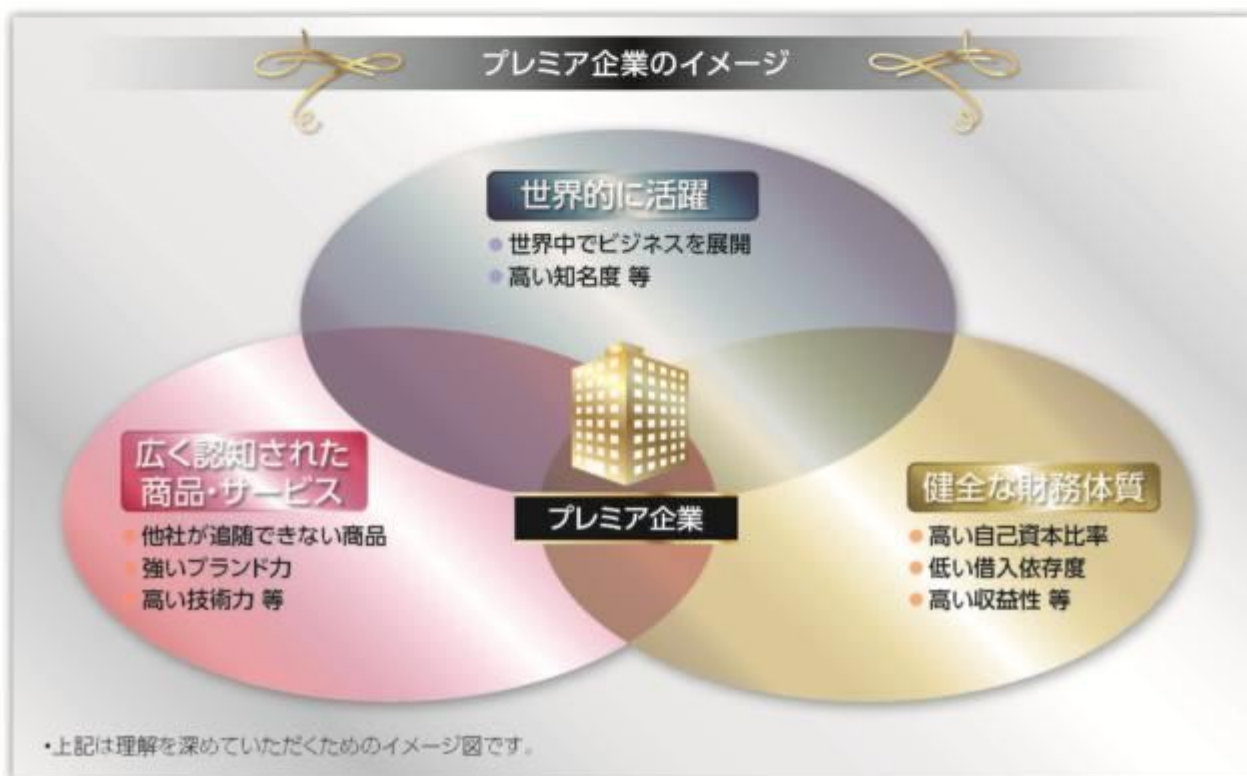 プレミア企業のイメージ
世界的に活躍
● 世界中でビジネスを展開
● 高い知名度 等
広く認知された
商品・サービス
● 他社が追随できない商品
● 強いブランド力
● 高い技術力 等
プレミア企業
健全な財務体質
● 高い自己資本比率
● 低い借入依存度
● 高い収益性 等
・上記は理解を深めていただくためのイメージ図です。